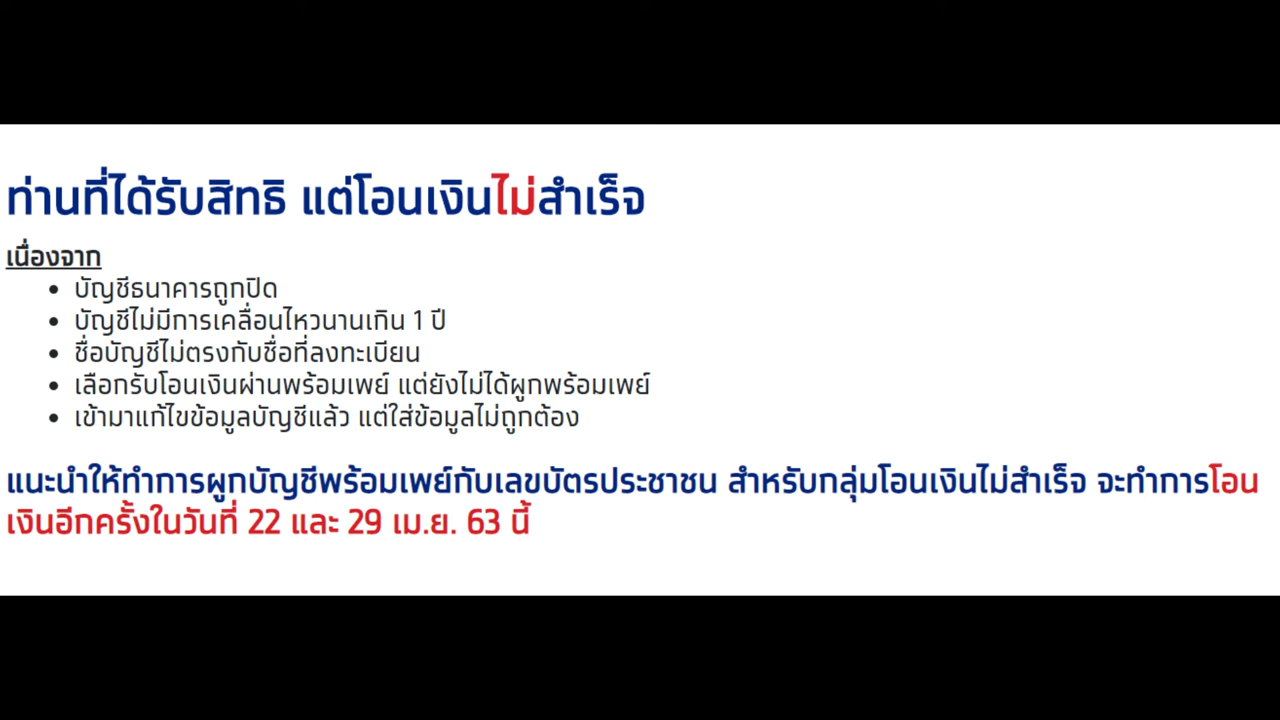 ท่านที่ได้รับสิทธิ แต่โอนเงินไม่สำเร็จ
เนื่องจาก
• บัญชีธนาคารถูกปิด
• บัญชีไม่มีการเคลื่อนไหวนานเกิน 1 ปี
• ชื่อบัญชีไม่ตรงกับชื่อที่ลงทะเบียน
• เลือกรับโอนเงินผ่านพร้อมเพย์ แต่ยังไม่ได้ผูกพร้อมเพย์
• เข้ามาแก้ไขข้อมูลบัญชีแล้ว แต่ใส่ข้อมูลไม่ถูกต้อง
แนะนำให้ทำการผูกบัญชีพร้อมเพย์กับเลขบัตรประชาชน สำหรับกลุ่มโอนเงินไม่สำเร็จ จะทำการโอน
เงินอีกครั้งในวันที่ 22 และ 29 เม.ย. 63 นี้